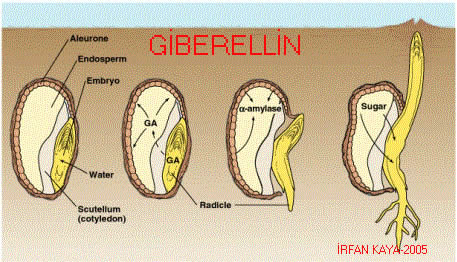 GİBERELLİN
Aleurone
Endosperm
Embryo
Water
Scutellum
(cotyledon)
GA
GA
Radicle
α-amylase
Sugar
İRFAN KAYA-2005